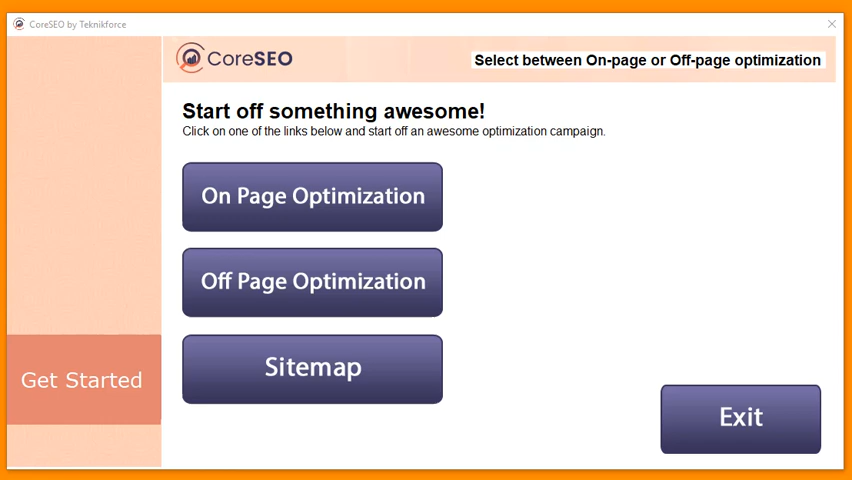 CoreSEO by Teknikforce
CoreSEO
Select between On-page or Off-page optimization
Start off something awesome!
Click on one of the links below and start off an awesome optimization campaign.
On Page Optimization
Off Page Optimization
Sitemap
Get Started
Exit